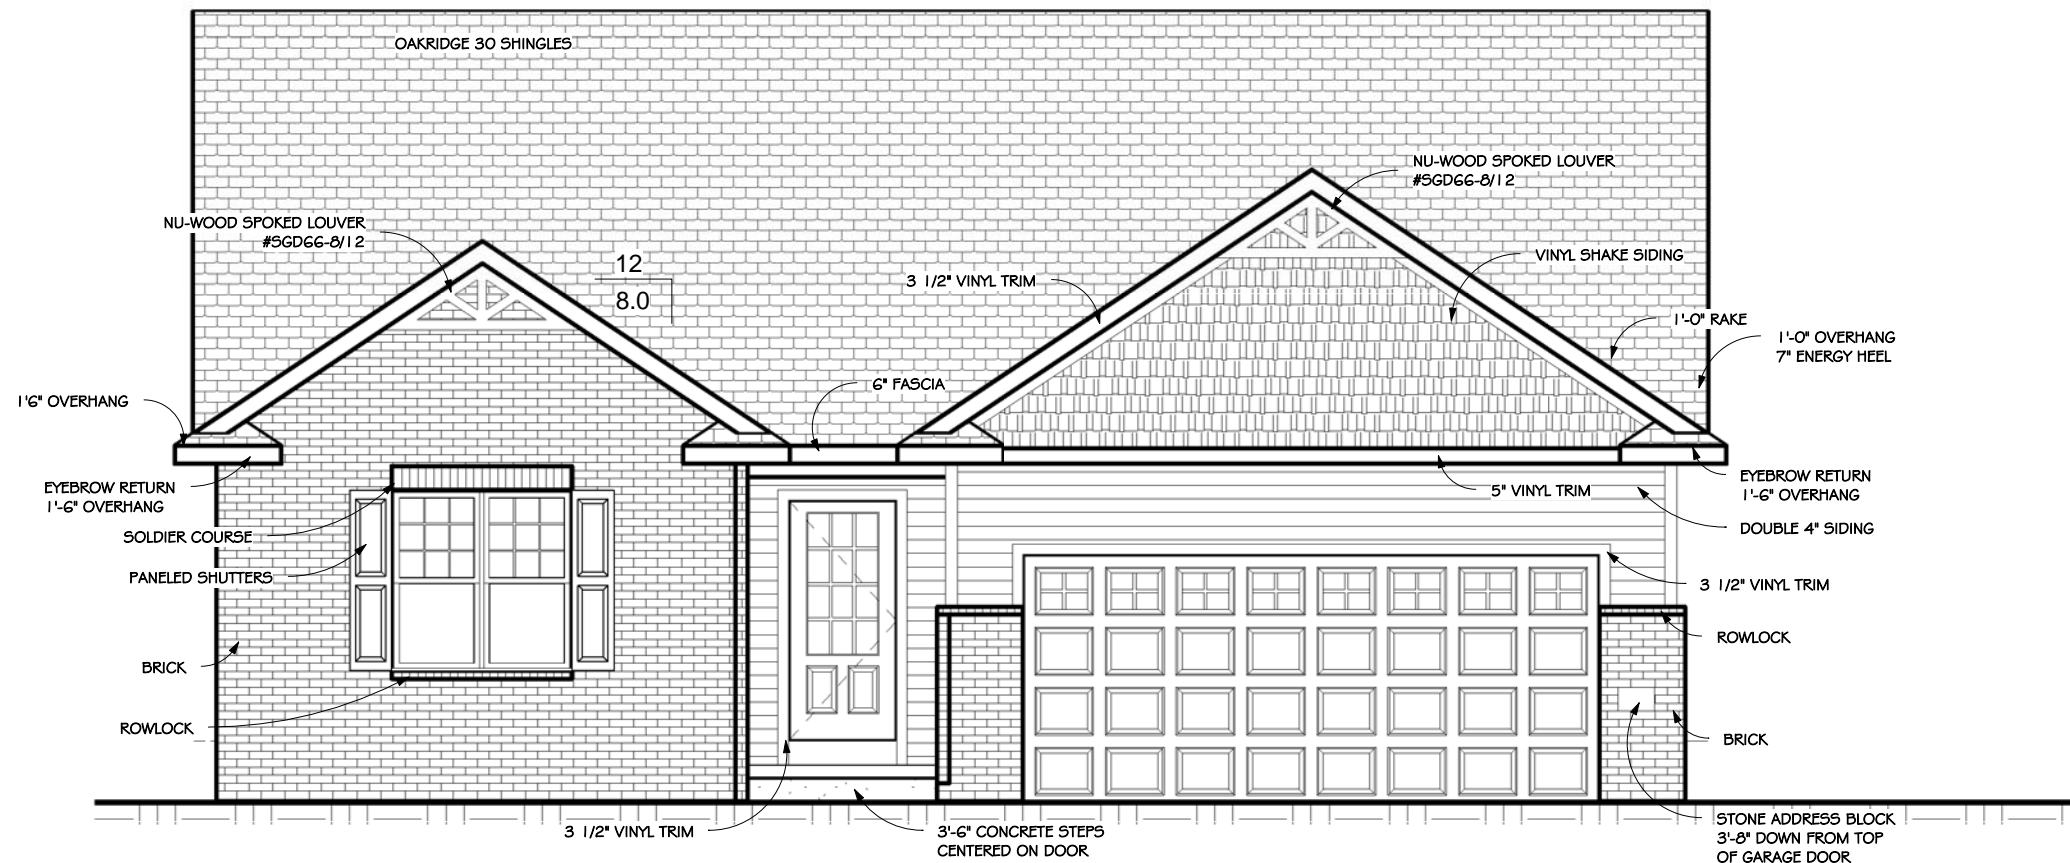 OAKRIDGE 30 SHINGLES
NU-WOOD SPOKED LOUVER
#SGD66-8/12
NU-WOOD SPOKED LOUVER
#SGD66-8/12
12
8.0
3 1/2" VINYL TRIM
VINYL SHAKE SIDING
1'-0" RAKE
1'-0" OVERHANG
7" ENERGY HEEL
6" FASCIA
1'6" OVERHANG
EYEBROW RETURN
1'-6" OVERHANG
SOLDIER COURSE
PANELED SHUTTERS
BRICK
ROWLOCK
5" VINYL TRIM
EYEBROW RETURN
1'-6" OVERHANG
DOUBLE 4" SIDING
3 1/2" VINYL TRIM
ROWLOCK
BRICK
3 1/2" VINYL TRIM
3'-6" CONCRETE STEPS
CENTERED ON DOOR
STONE ADDRESS BLOCK
3'-8" DOWN FROM TOP
OF GARAGE DOOR